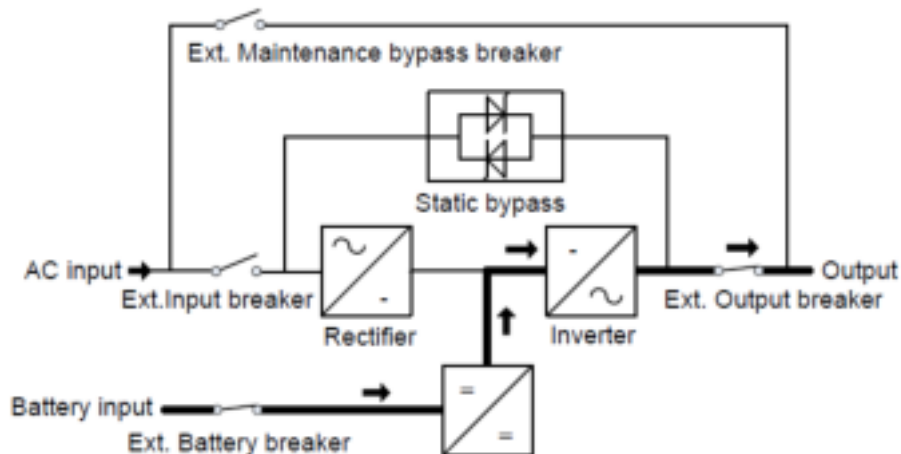 Ext. Maintenance bypass breaker
Static bypass
AC input
Output
Ext.Input breaker
Ext. Output breaker
Rectifier
Inverter
Battery input
Ext. Battery breaker